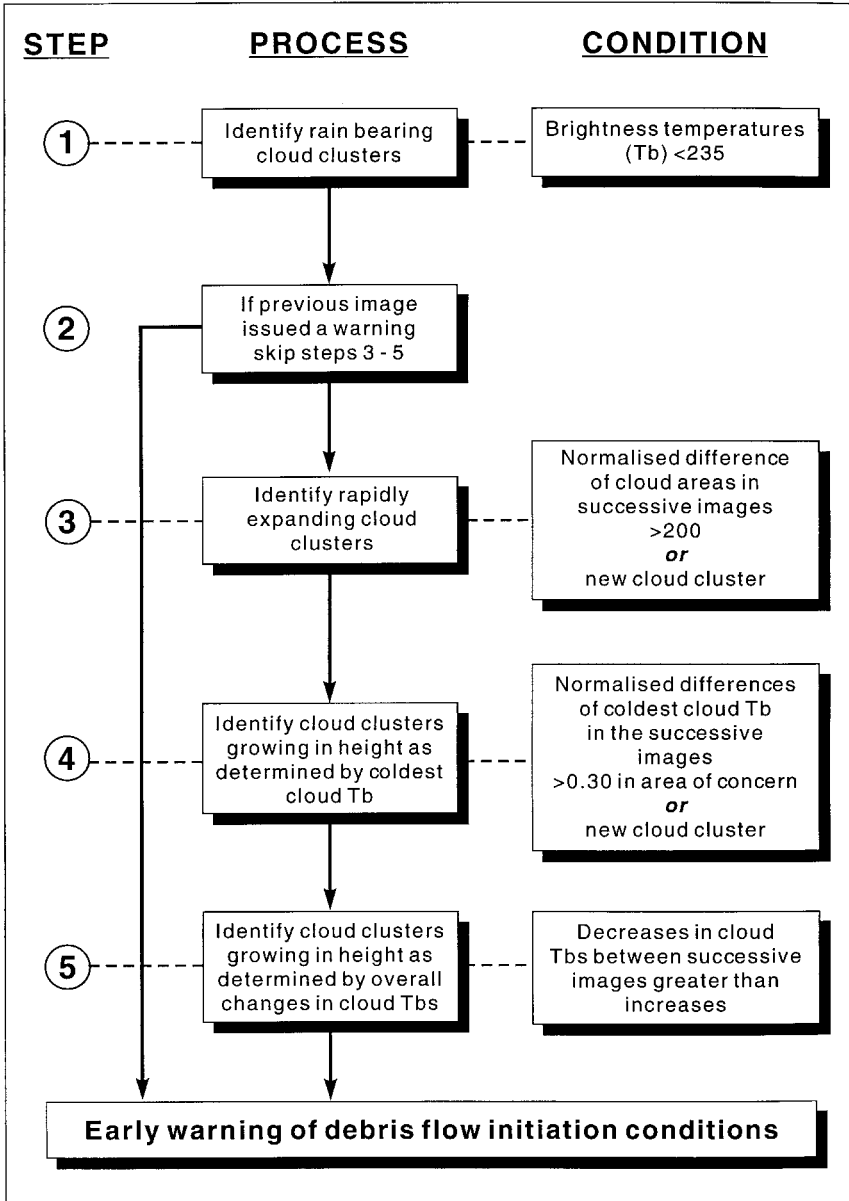 STEP PROCESS CONDITION
1
Identify rain bearing
cloud clusters
Brightness temperatures
(Tb) <235
2
If previous image
issued a warning
skip steps 3 - 5
3
Identify rapidly
expanding cloud
clusters
Normalised difference
of cloud areas in
successive images
>200
or
new cloud cluster
4
Identify cloud clusters
growing in height as
determined by coldest
cloud Tb
Normalised differences
of coldest cloud Tb
in the successive
images
>0.30 in area of concern
or
new cloud cluster
5
Identify cloud clusters
growing in height as
determined by overall
changes in cloud Tbs
Decreases in cloud
Tbs between successive
images greater than
increases
Early warning of debris flow initiation conditions